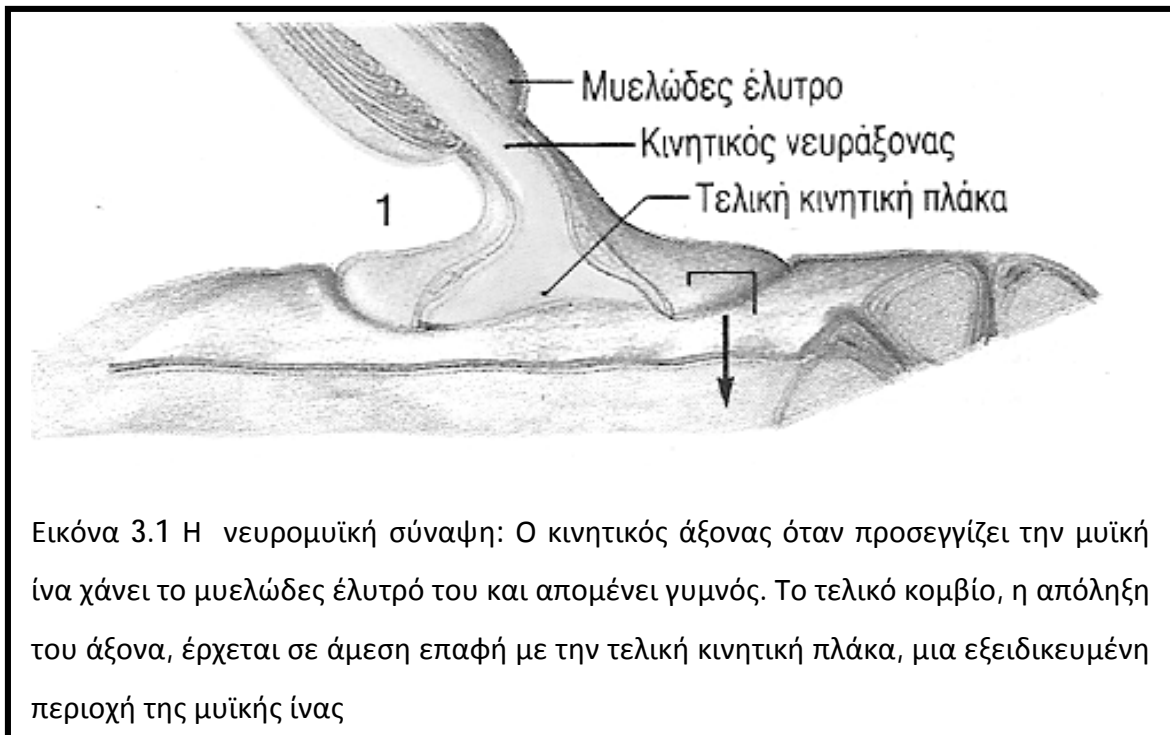 Μυελώδες έλυτρο
Κινητικός νευράξονας
Τελική κινητική πλάκα
1
Εικόνα 3.1 Η νευρομυϊκή σύναψη: Ο κινητικός άξονας όταν προσεγγίζει την μυϊκή
ίνα χάνει το μυελώδες έλυτρό του και απομένει γυμνός. Το τελικό κομβίο, η απόληξη
του άξονα, έρχεται σε άμεση επαφή με την τελική κινητική πλάκα, μια εξειδικευμένη
περιοχή της μυϊκής ίνας